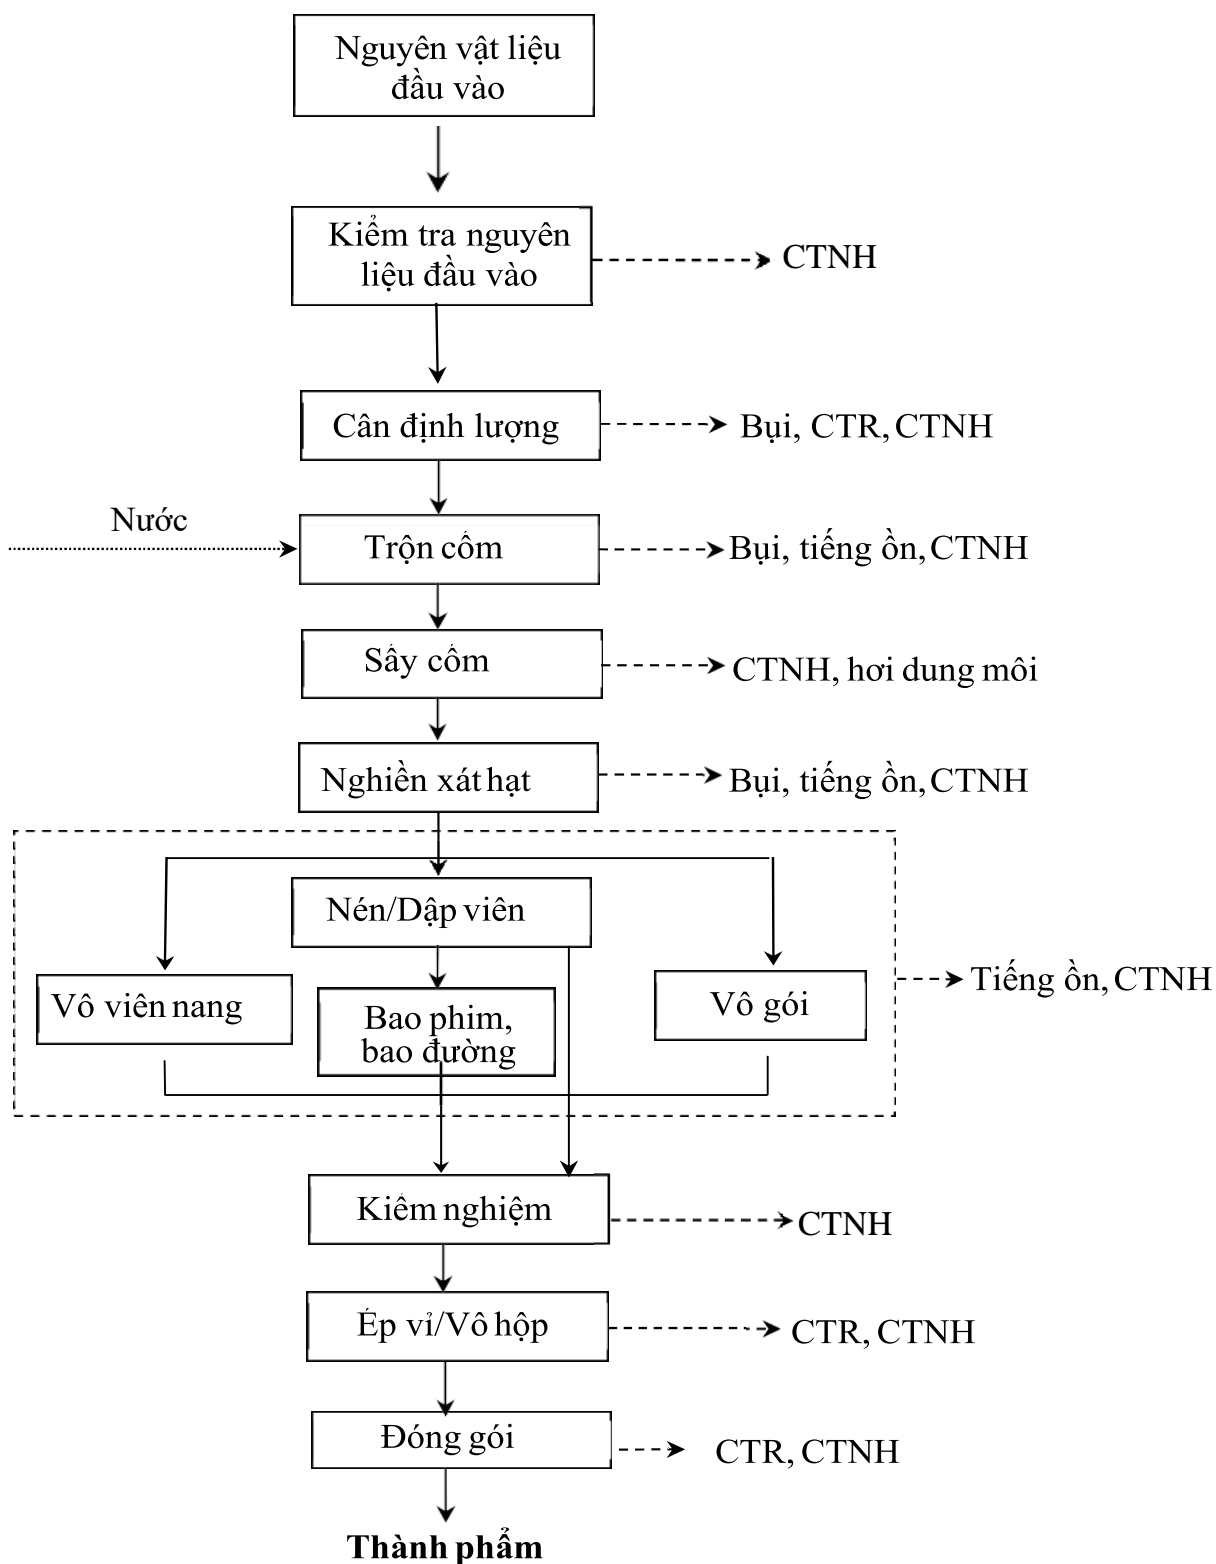 Nguyên vật liệu
đầu vào
Kiểm tra nguyên
liệu đầu vào
CTNH
Cân định lượng
Bụi, CTR, CTNH
Nước
Trộn cốm
Bụi, tiếng ồn, CTNH
Sấy cốm
CTNH, hơi dung môi
Nghiền xát hạt
Bụi, tiếng ồn, CTNH
Nén/Dập viên
Vô viên nang
Bao phim,
bao đường
Vô gói
Tiếng ồn, CTNH
Kiểm nghiệm
CTNH
Ép vỉ/Vô hộp
CTR, CTNH
Đóng gói
CTR, CTNH
Thành phẩm